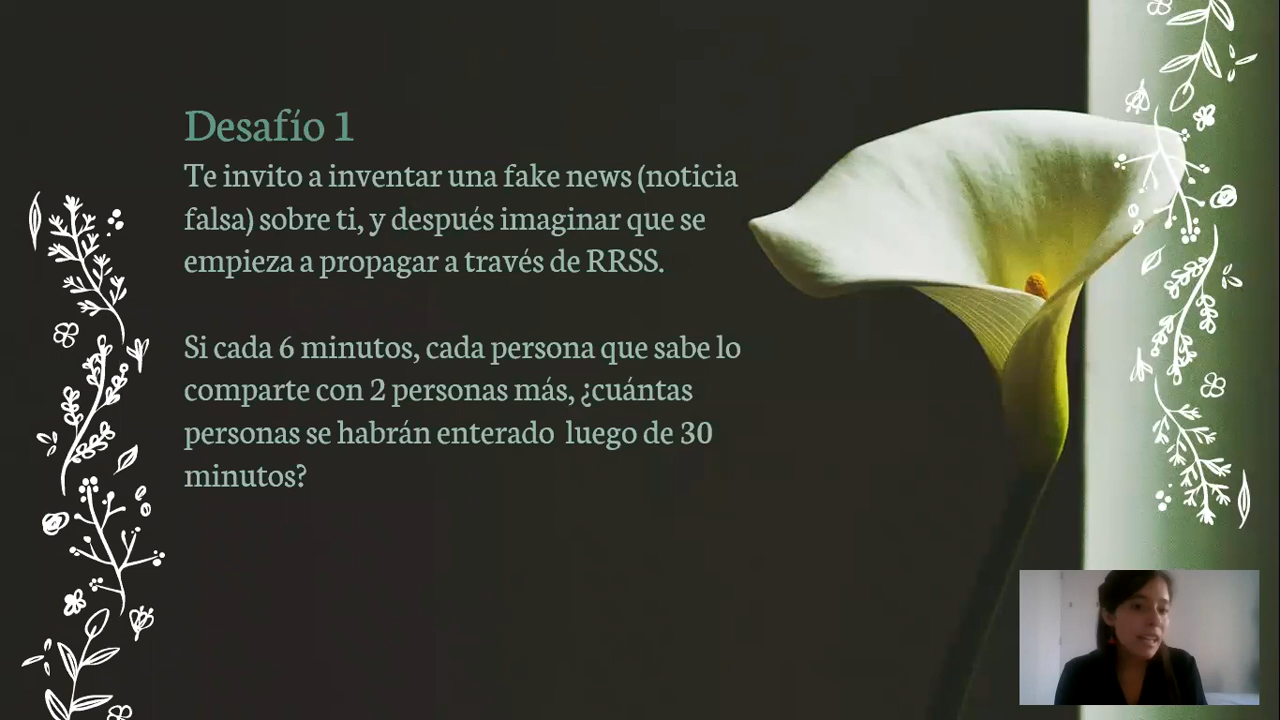 Desafío 1
Te invito a inventar una fake news (noticia
falsa) sobre ti, y después imaginar que se
empieza a propagar a través de RRSS.
Si cada 6 minutos, cada persona que sabe lo
comparte con 2 personas más, ¿cuántas
personas se habrán enterado  luego de 30
minutos?